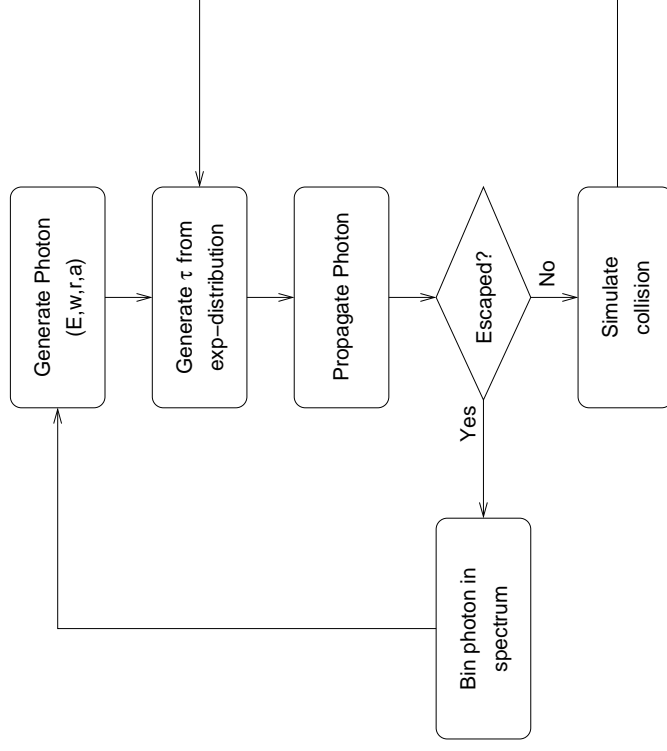 Generate Photon
(E,w,r,a)
Generate τ from
exp−distribution
Propagate Photon
Escaped?
Yes
No
Bin photon in
spectrum
Simulate
collision